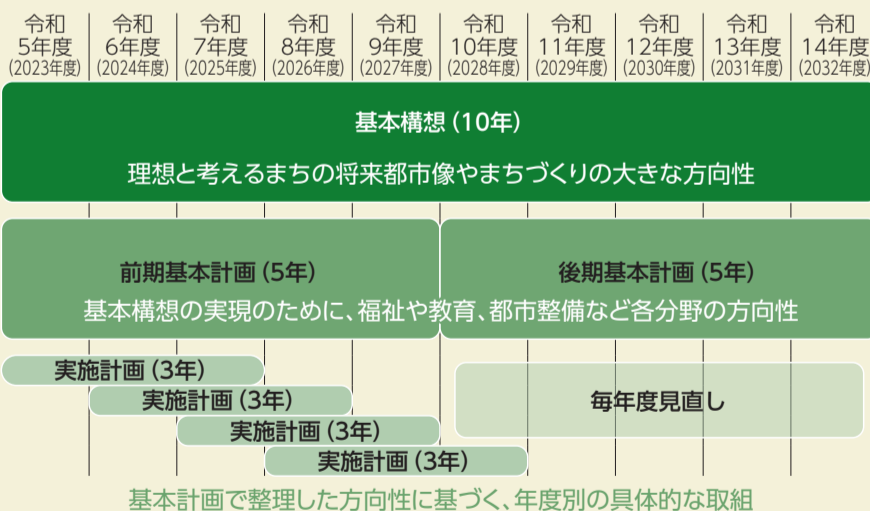 令和 令和 令和 令和 令和 令和 令和 令和 令和 令和
5年度 6年度 7年度 8年度 9年度 10年度 11年度 12年度 13年度 14年度
(2023年度) (2024年度) (2025年度) (2026年度) (2027年度) (2028年度) (2029年度) (2030年度) (2031年度) (2032年度)
基本構想（10年）
理想と考えるまちの将来都市像やまちづくりの大きな方向性
前期基本計画（5年） 後期基本計画（5年）
基本構想の実現のために、福祉や教育、都市整備など各分野の方向性
実施計画（3年）
実施計画（3年） 毎年度見直し
実施計画（3年）
実施計画（3年）
基本計画で整理した方向性に基づく、年度別の具体的な取組